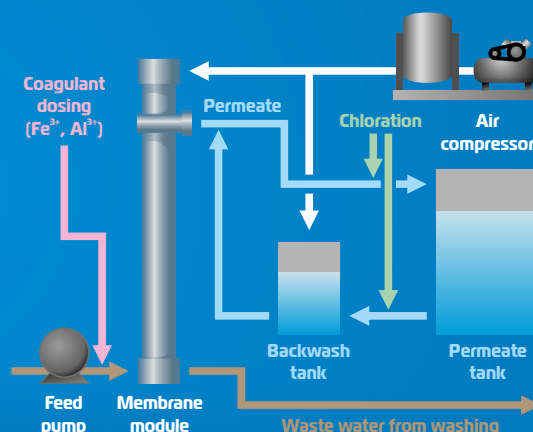 Coagulant
dosing
(Fe³⁺, Al³⁺)
Permeate
Chloration
Air
compressor
Backwash
tank
Permeate
tank
Feed
pump
Membrane
module
Waste water from washing